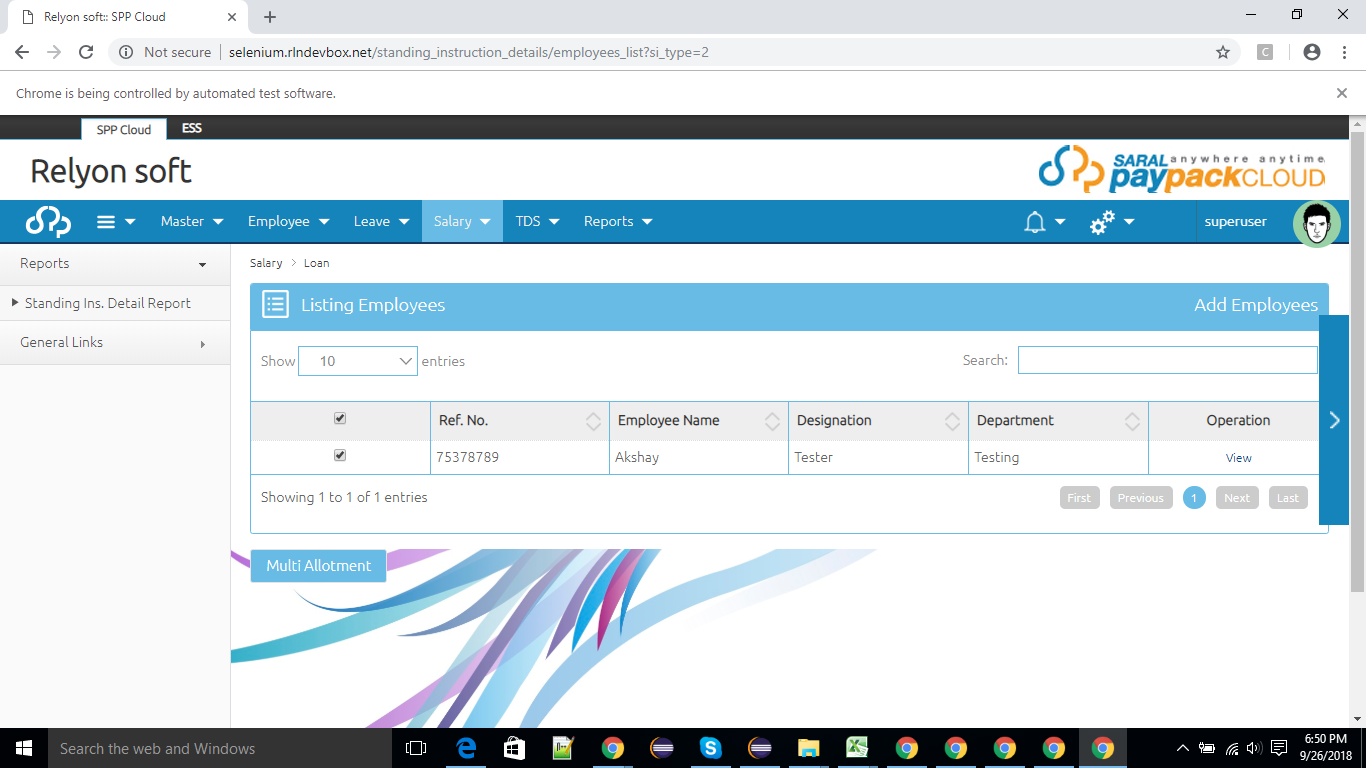 Relyon soft:: SPP Cloud
Not secure selenium.rlndevbox.net/standing_instruction_details/employees_list?si_type=2
C
Chrome is being controlled by automated test software.
SPP Cloud ESS
Relyon soft
SARAL anywhere anytime
paypackCLOUD
Master Employee Leave Salary TDS Reports superuser
Reports
Standing Ins. Detail Report
General Links
Salary > Loan
Listing Employees Add Employees
Show 10 entries Search:
Ref. No. Employee Name Designation Department Operation
75378789 Akshay Tester Testing View
Showing 1 to 1 of 1 entries First Previous 1 Next Last
Multi Allotment
Search the web and Windows
6:50 PM
9/26/2018